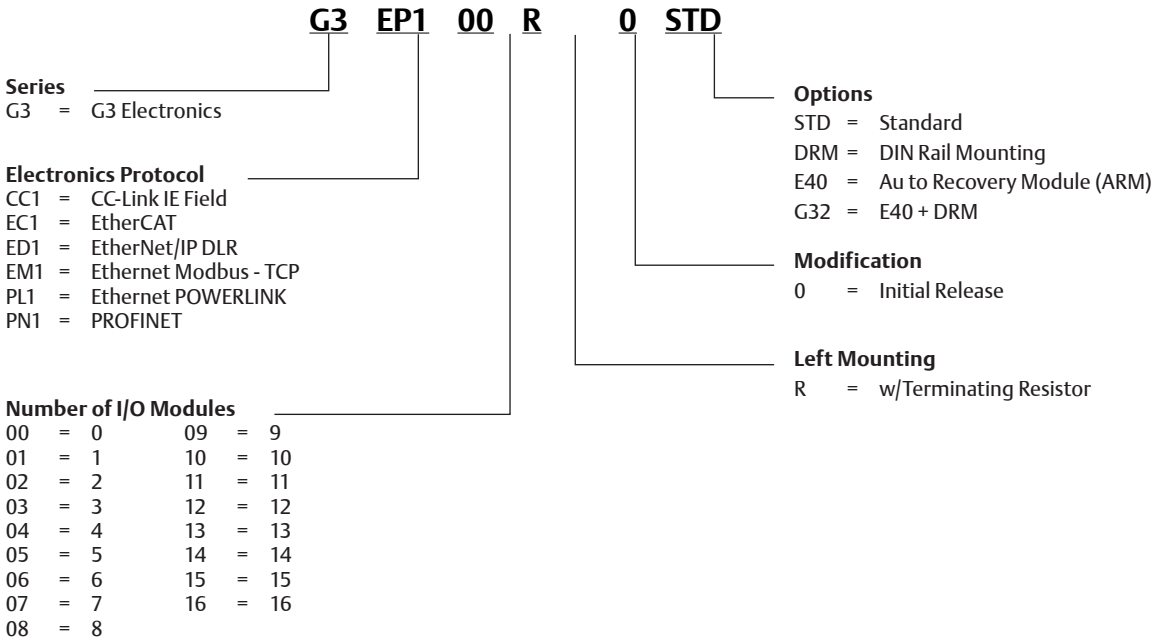 G3 EP1 00 R 0 STD
Series
G3 = G3 Electronics
Electronics Protocol
CC1 = CC-Link IE Field
EC1 = EtherCAT
ED1 = EtherNet/IP DLR
EM1 = Ethernet Modbus - TCP
PL1 = Ethernet POWERLINK
PN1 = PROFINET
Number of I/O Modules
00 = 0 09 = 9
01 = 1 10 = 10
02 = 2 11 = 11
03 = 3 12 = 12
04 = 4 13 = 13
05 = 5 14 = 14
06 = 6 15 = 15
07 = 7 16 = 16
08 = 8
Options
STD = Standard
DRM = DIN Rail Mounting
E40 = Au to Recovery Module (ARM)
G32 = E40 + DRM
Modification
0 = Initial Release
Left Mounting
R = w/Terminating Resistor